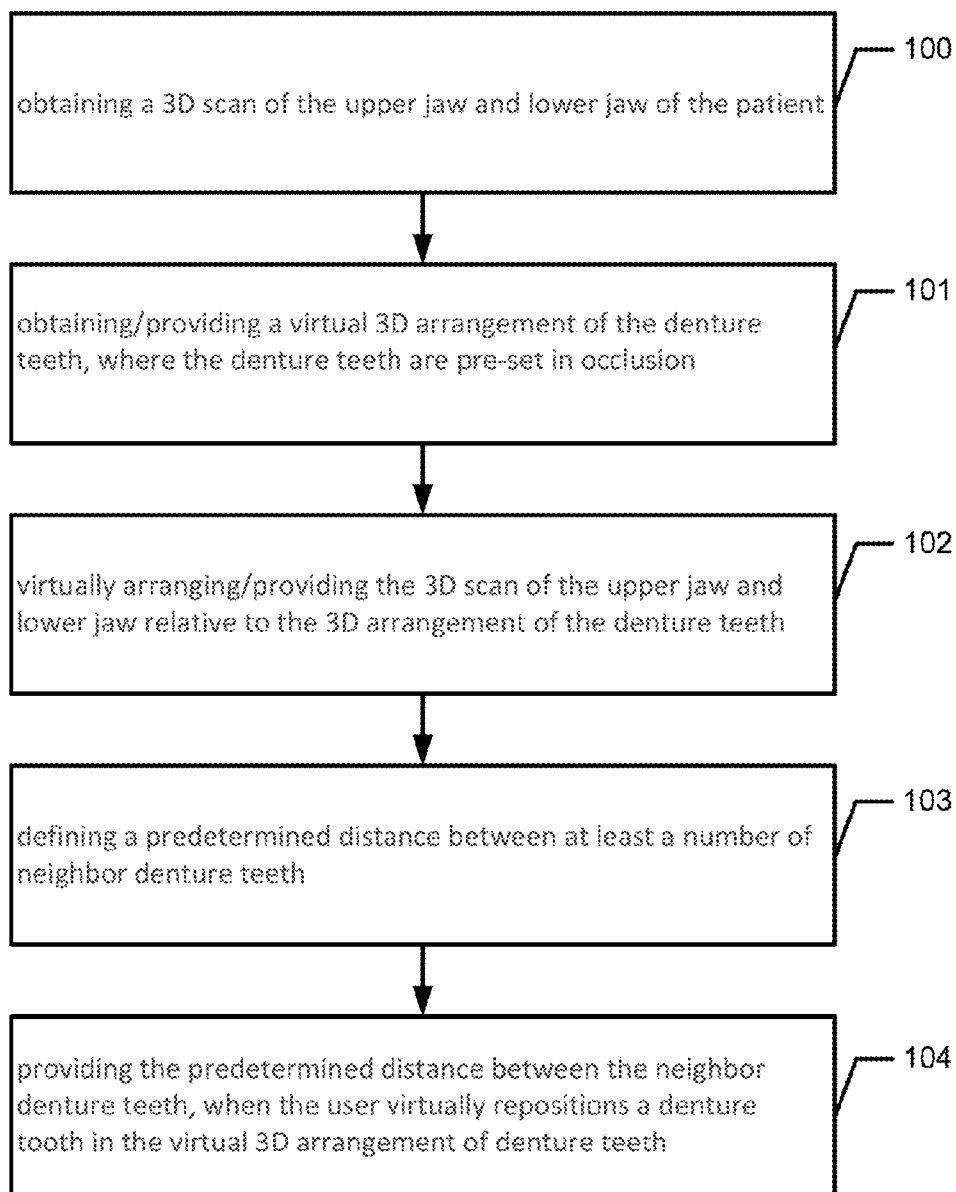 100
obtaining a 3D scan of the upper jaw and lower jaw of the patient
101
obtaining/providing a virtual 3D arrangement of the denture
teeth, where the denture teeth are pre-set in occlusion
102
virtually arranging/providing the 3D scan of the upper jaw and
lower jaw relative to the 3D arrangement of the denture teeth
103
defining a predetermined distance between at least a number of
neighbor denture teeth
104
providing the predetermined distance between the neighbor
denture teeth, when the user virtually repositions a denture
tooth in the virtual 3D arrangement of denture teeth